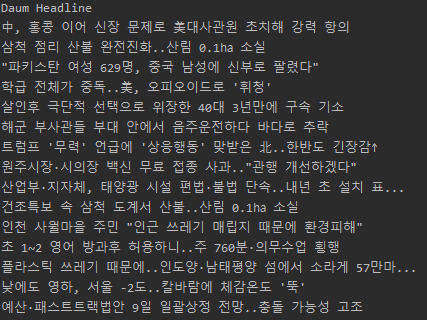 Daum Headline
中, 홍콩 이어 신장 문제로 美대사관원 초치해 강력 항의
삼척 점리 산불 완전진화..산림 0.1ha 소실
"파키스탄 여성 629명, 중국 남성에 신부로 팔렸다"
학급 전체가 중독..美, 오피오이드로 '휘청'
살인후 극단적 선택으로 위장한 40대 3년만에 구속 기소
해군 부사관들 부대 안에서 음주운전하다 바다로 추락
트럼프 '무력' 언급에 '상응행동' 맞받은 北..한반도 긴장감↑
원주시장·시의장 백신 무료 접종 사과.."관행 개선하겠다"
산업부·지자체, 태양광 시설 편법·불법 단속..내년 초 설치 표...
건조특보 속 삼척 도계서 산불..산림 0.1ha 소실
인천 사월마을 주민 "인근 쓰레기 매립지 때문에 환경피해"
초 1~2 영어 방과후 허용하니..주 760분·의무수업 횡행
플라스틱 쓰레기 때문에..인도양·남태평양 섬에서 소라게 57만마...
낮에도 영하, 서울 -2도..칼바람에 체감온도 '뚝'
예산·패스트트랙법안 9일 일괄상정 전망..충돌 가능성 고조